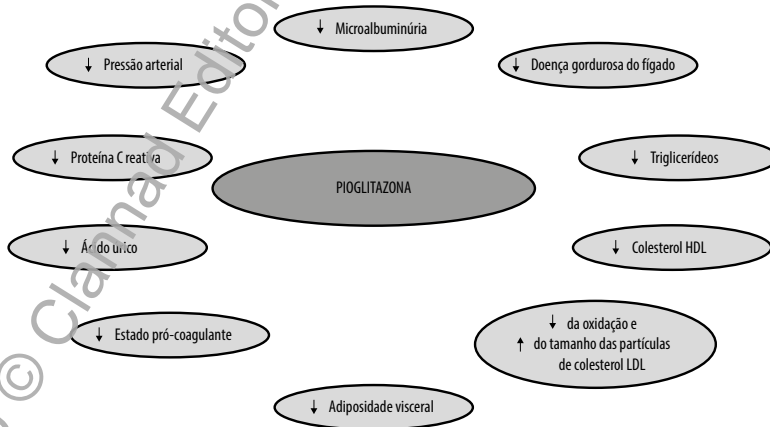 ↓ Microalbuminúria
↓ Pressão arterial
↓ Doença gordurosa do fígado
↓ Proteína C reativa
↓ Triglicerídeos
PIOGLITAZONA
↓ Ácido úrico
↓ Colesterol HDL
↓ Estado pró-coagulante
↓ da oxidação e
↑ do tamanho das partículas
de colesterol LDL
↓ Adiposidade visceral
© Clannad Editor